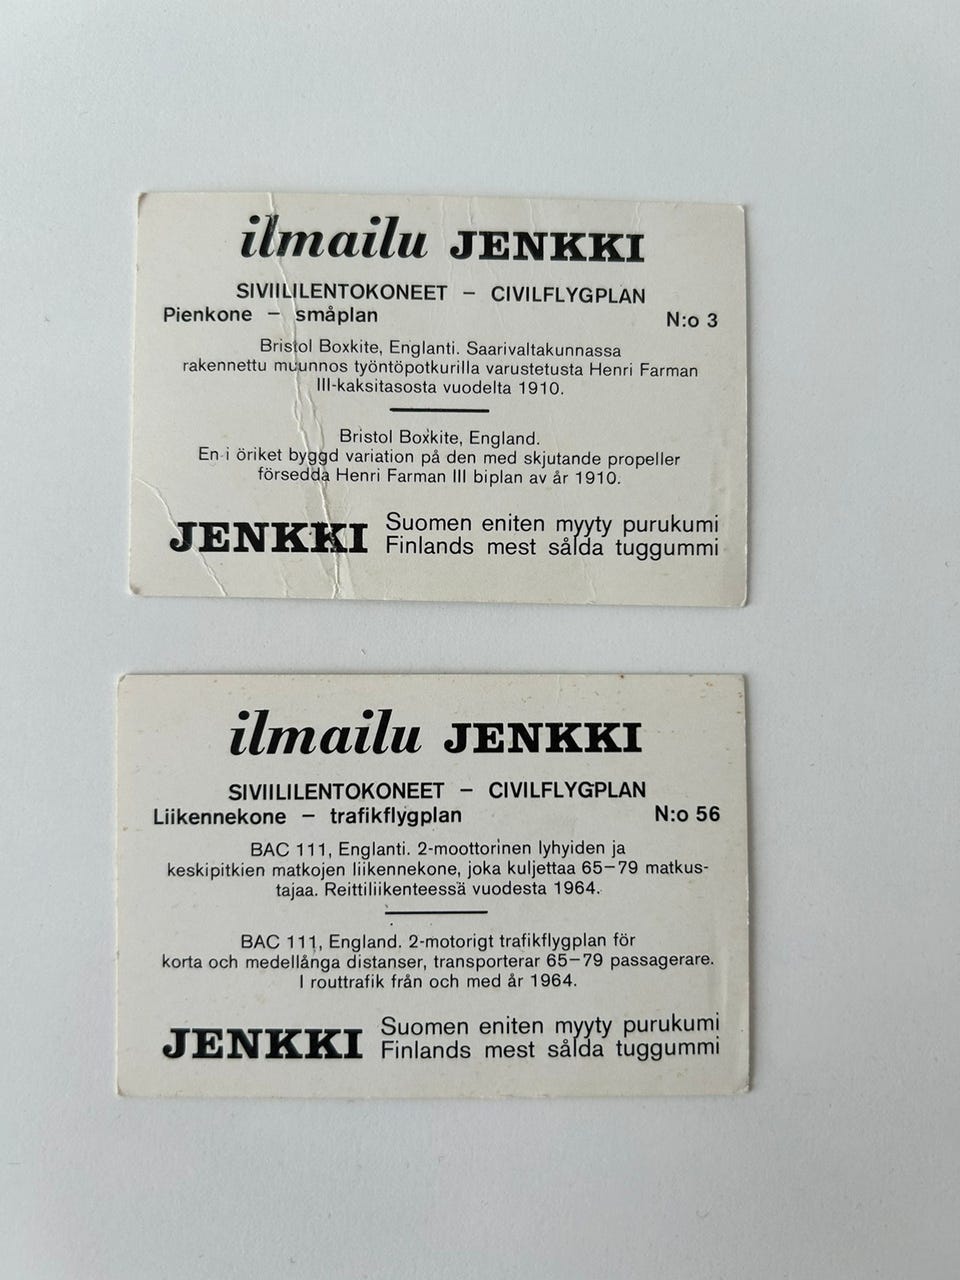 ilmailu JENKKI
SIVIILILENTOKONEET – CIVILFLYGPLAN
Pienkone – småplan N:o 3
Bristol Boxkite, Englanti. Saarivaltakunnassa
rakennettu muunnos työntöpotkurilla varustetusta Henri Farman
III-kaksitasosta vuodelta 1910.
Bristol Boxkite, England.
En i öriket byggd variation på den med skjutande propeller
försedda Henri Farman III biplan av år 1910.
JENKKI Suomen eniten myyty purukumi
Finlands mest sålda tuggummi
ilmailu JENKKI
SIVIILILENTOKONEET – CIVILFLYGPLAN
Liikennekone – trafikflygplan N:o 56
BAC 111, Englanti. 2-moottorinen lyhyiden ja
keskipitkien matkojen liikennekone, joka kuljettaa 65–79 matkus-
tajaa. Reittiliikenteessä vuodesta 1964.
BAC 111, England. 2-motorigt trafikflygplan för
korta och medellånga distanser, transporterar 65–79 passagerare.
I routtrafik från och med år 1964.
JENKKI Suomen eniten myyty purukumi
Finlands mest sålda tuggummi